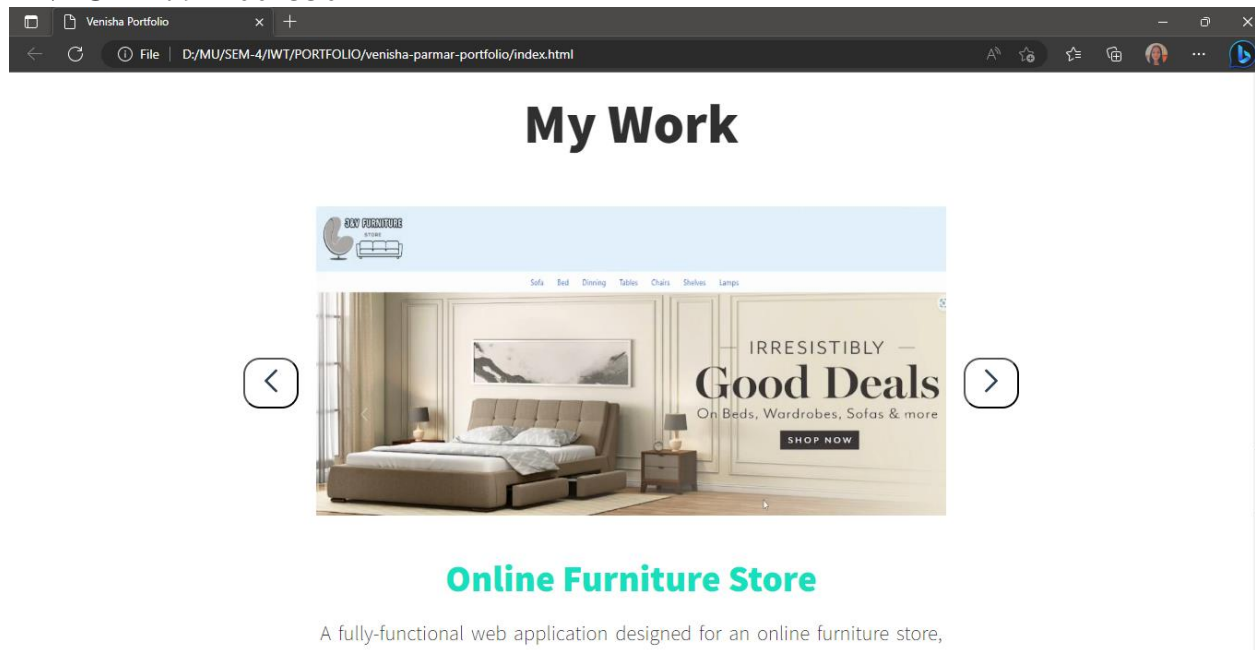 Venisha Portfolio
File | D:/MU/SEM-4/IWT/PORTFOLIO/venisha-parmar-portfolio/index.html
My Work
J&V FURNITURE
STORE
Sofa Bed Dinning Tables Chairs Shelves Lamps
IRRESISTIBLY
Good Deals
On Beds, Wardrobes, Sofas & more
SHOP NOW
Online Furniture Store
A fully-functional web application designed for an online furniture store,